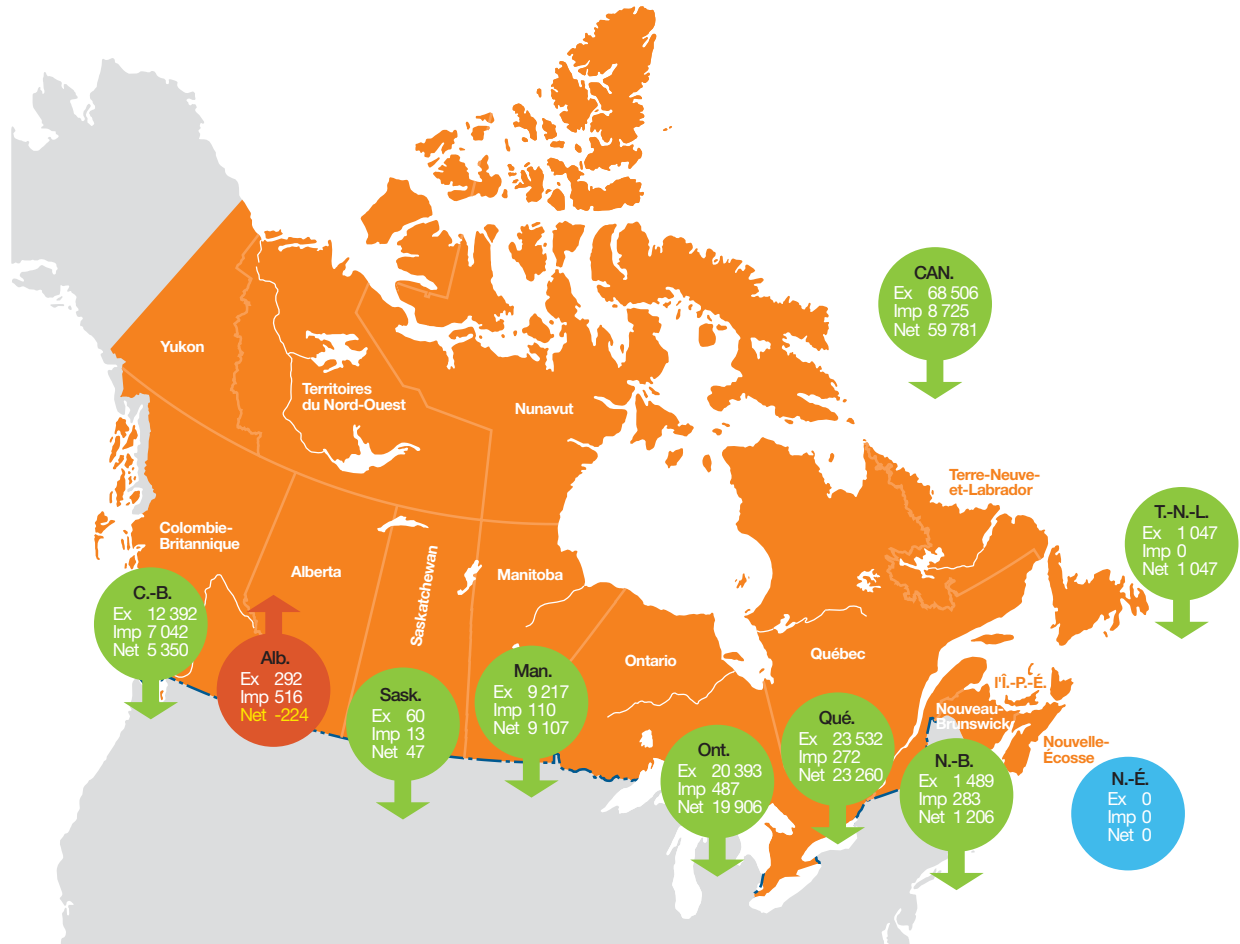 CAN.
Ex 68 506
Imp 8 725
Net 59 781
Yukon
Territoires
du Nord-Ouest
Nunavut
Terre-Neuve-
et-Labrador
T.-N.-L.
Ex 1 047
Imp 0
Net 1 047
Colombie-
Britannique
Alberta
Saskatchewan
Manitoba
Ontario
Québec
l'Î.-P.-É.
Nouveau-
Brunswick
Nouvelle-
Écosse
C.-B.
Ex 12 392
Imp 7 042
Net 5 350
Alb.
Ex 292
Imp 516
Net -224
Sask.
Ex 60
Imp 13
Net 47
Man.
Ex 9 217
Imp 110
Net 9 107
Ont.
Ex 20 393
Imp 487
Net 19 906
Qué.
Ex 23 532
Imp 272
Net 23 260
N.-B.
Ex 1 489
Imp 283
Net 1 206
N.-É.
Ex 0
Imp 0
Net 0